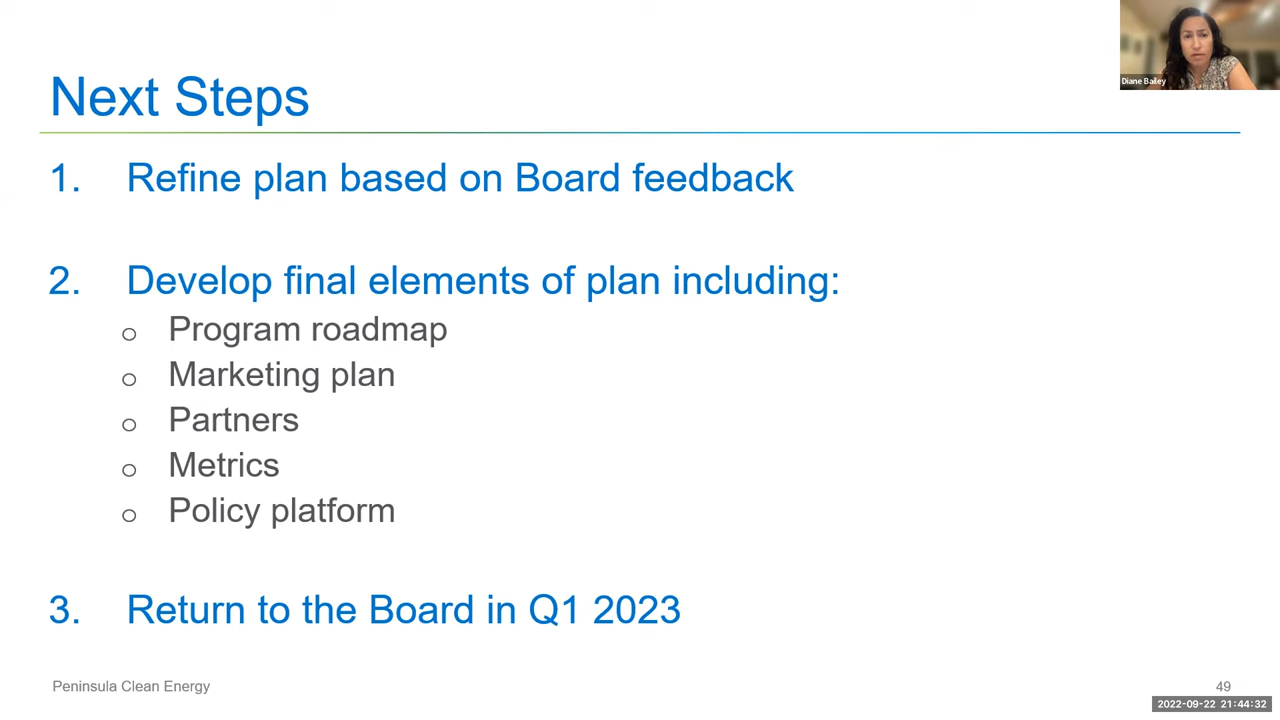 Diane Bailey
Next Steps
1. Refine plan based on Board feedback
2. Develop final elements of plan including:
o Program roadmap
o Marketing plan
o Partners
o Metrics
o Policy platform
3. Return to the Board in Q1 2023
Peninsula Clean Energy
49
2022-09-22 21:44:32